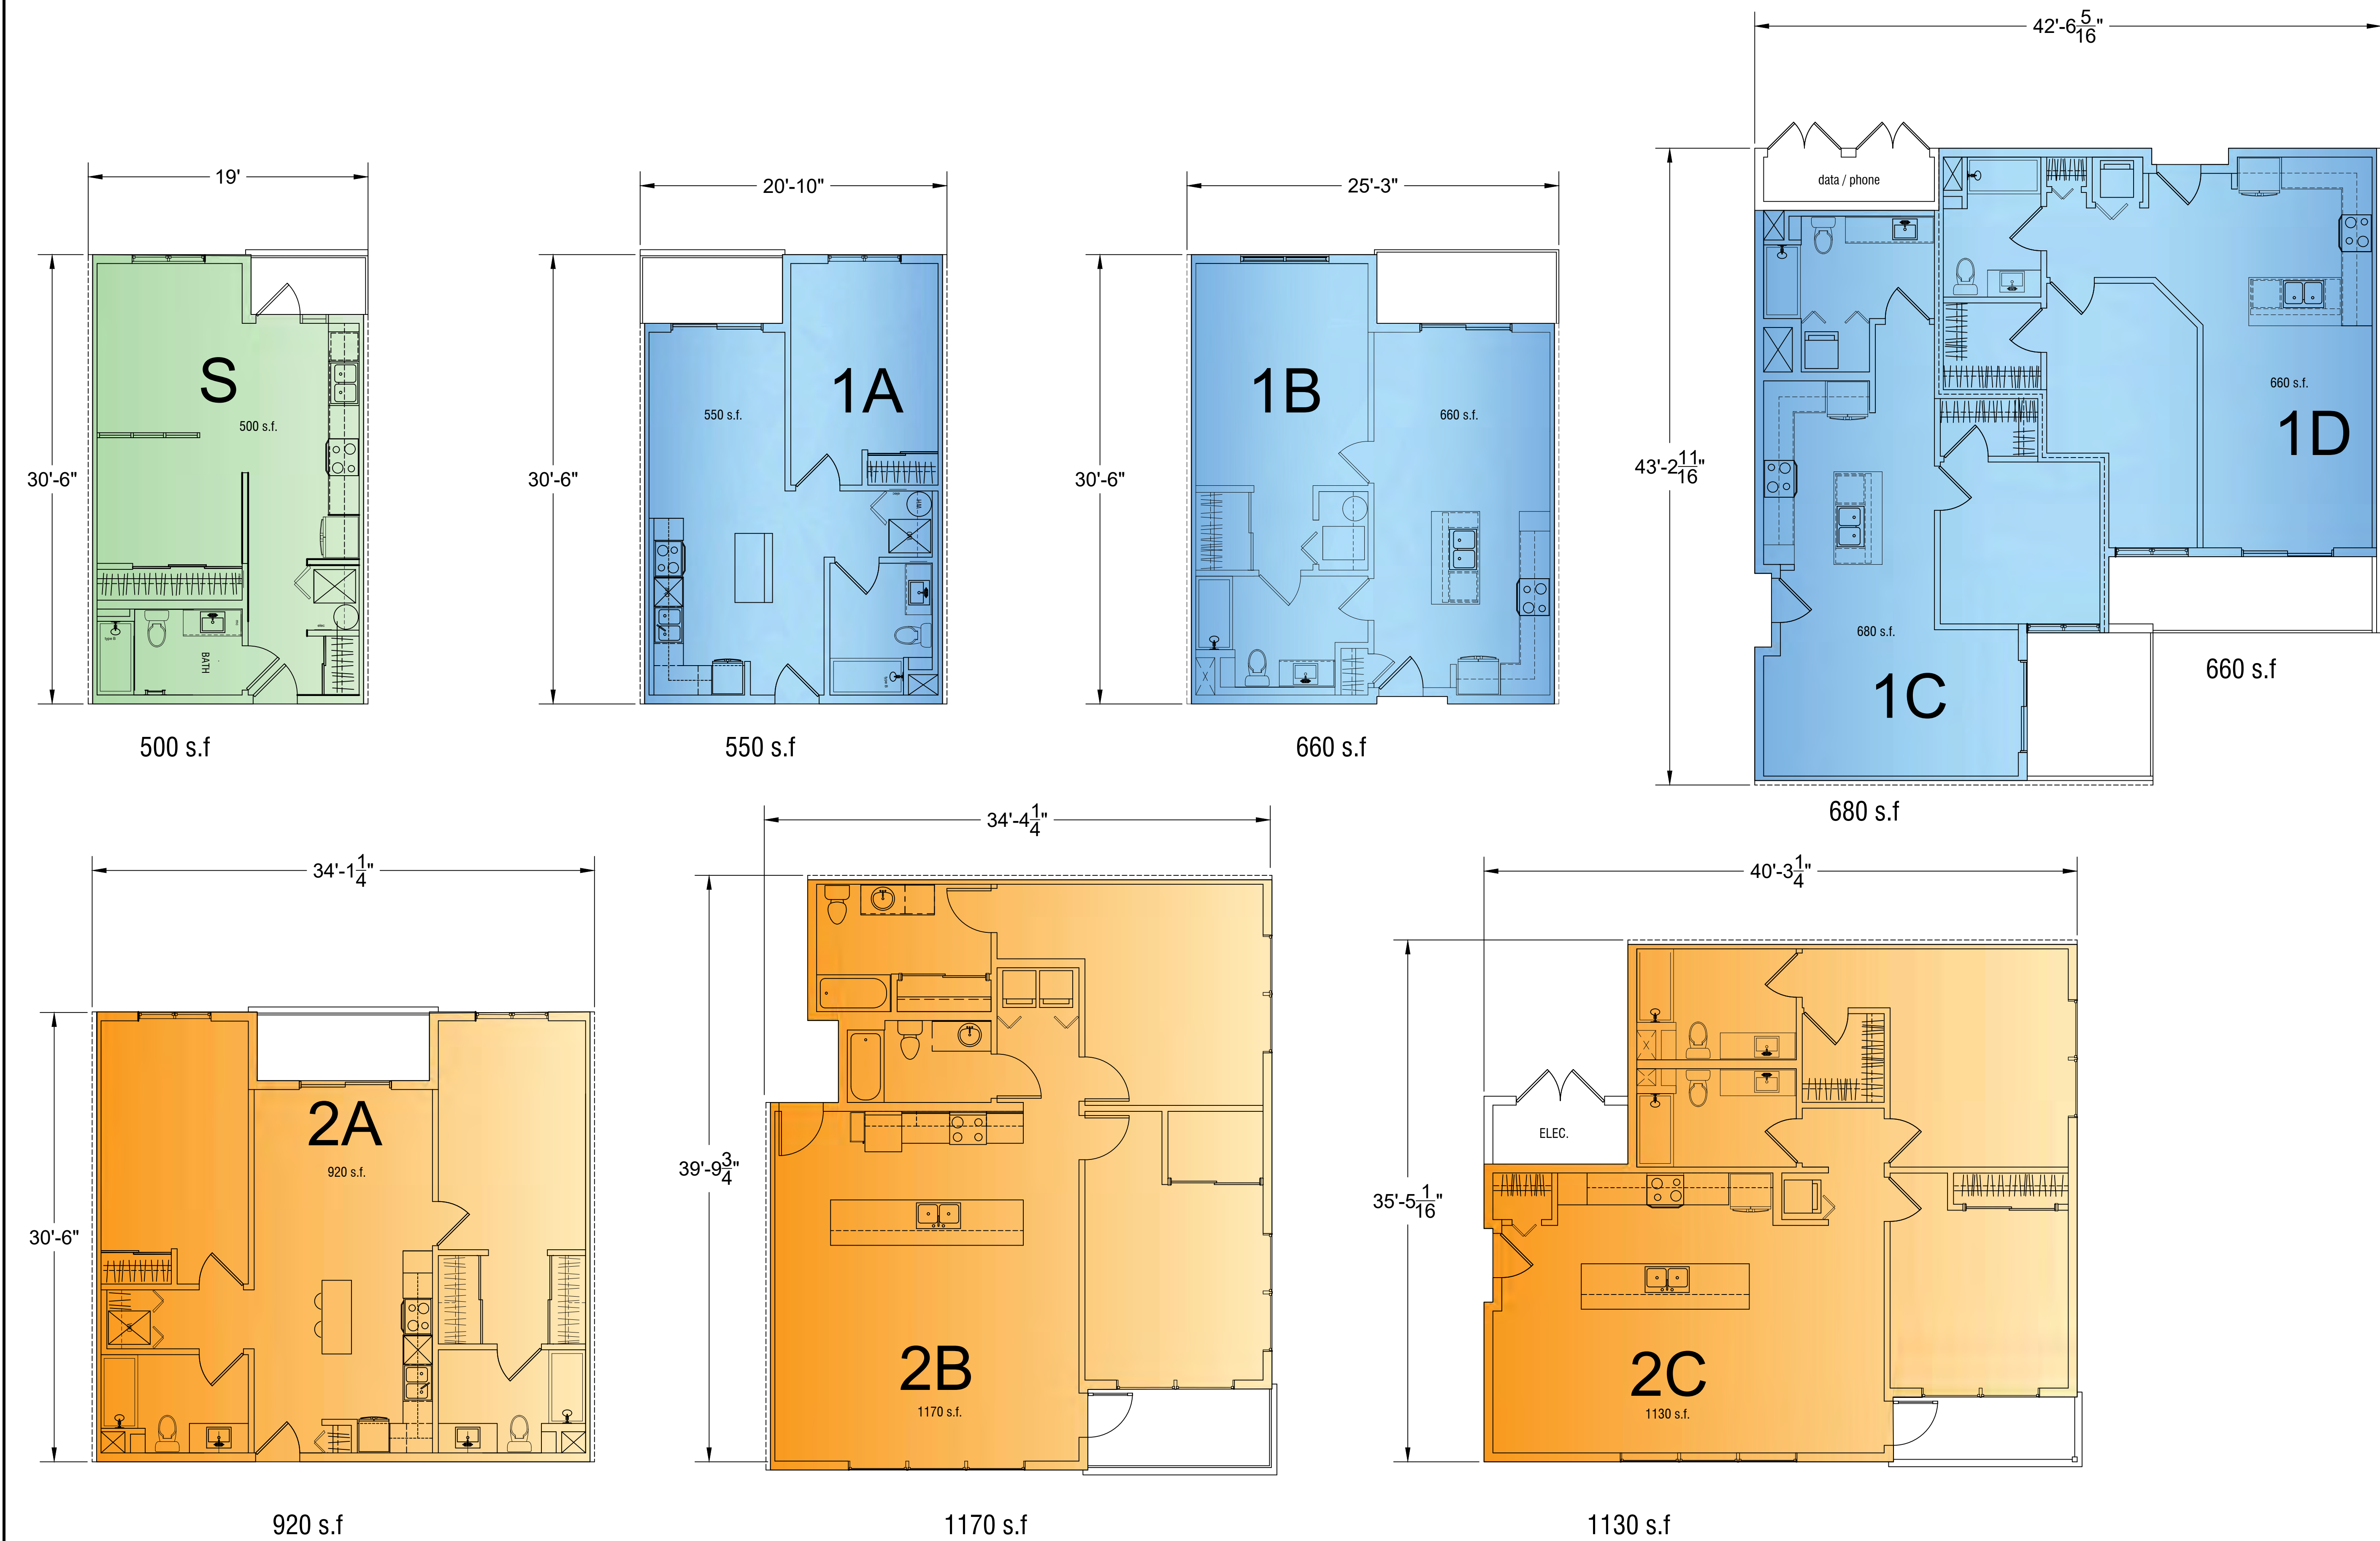 42'-6 5/16"
19'
20'-10"
25'-3"
data / phone
30'-6"
S
500 s.f.
BATH
500 s.f
30'-6"
1A
550 s.f.
550 s.f
30'-6"
1B
660 s.f.
660 s.f
43'-2 11/16"
660 s.f.
1D
680 s.f.
1C
660 s.f
680 s.f
34'-1 1/4"
30'-6"
2A
920 s.f.
920 s.f
34'-4 1/4"
39'-9 3/4"
2B
1170 s.f.
1170 s.f
40'-3 1/4"
35'-5 1/16"
ELEC.
2C
1130 s.f.
1130 s.f